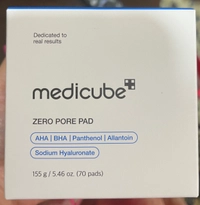 Dedicated to
real results
medicube
ZERO PORE PAD
AHA | BHA | Panthenol | Allantoin
Sodium Hyaluronate
155 g / 5.46 oz. (70 pads)